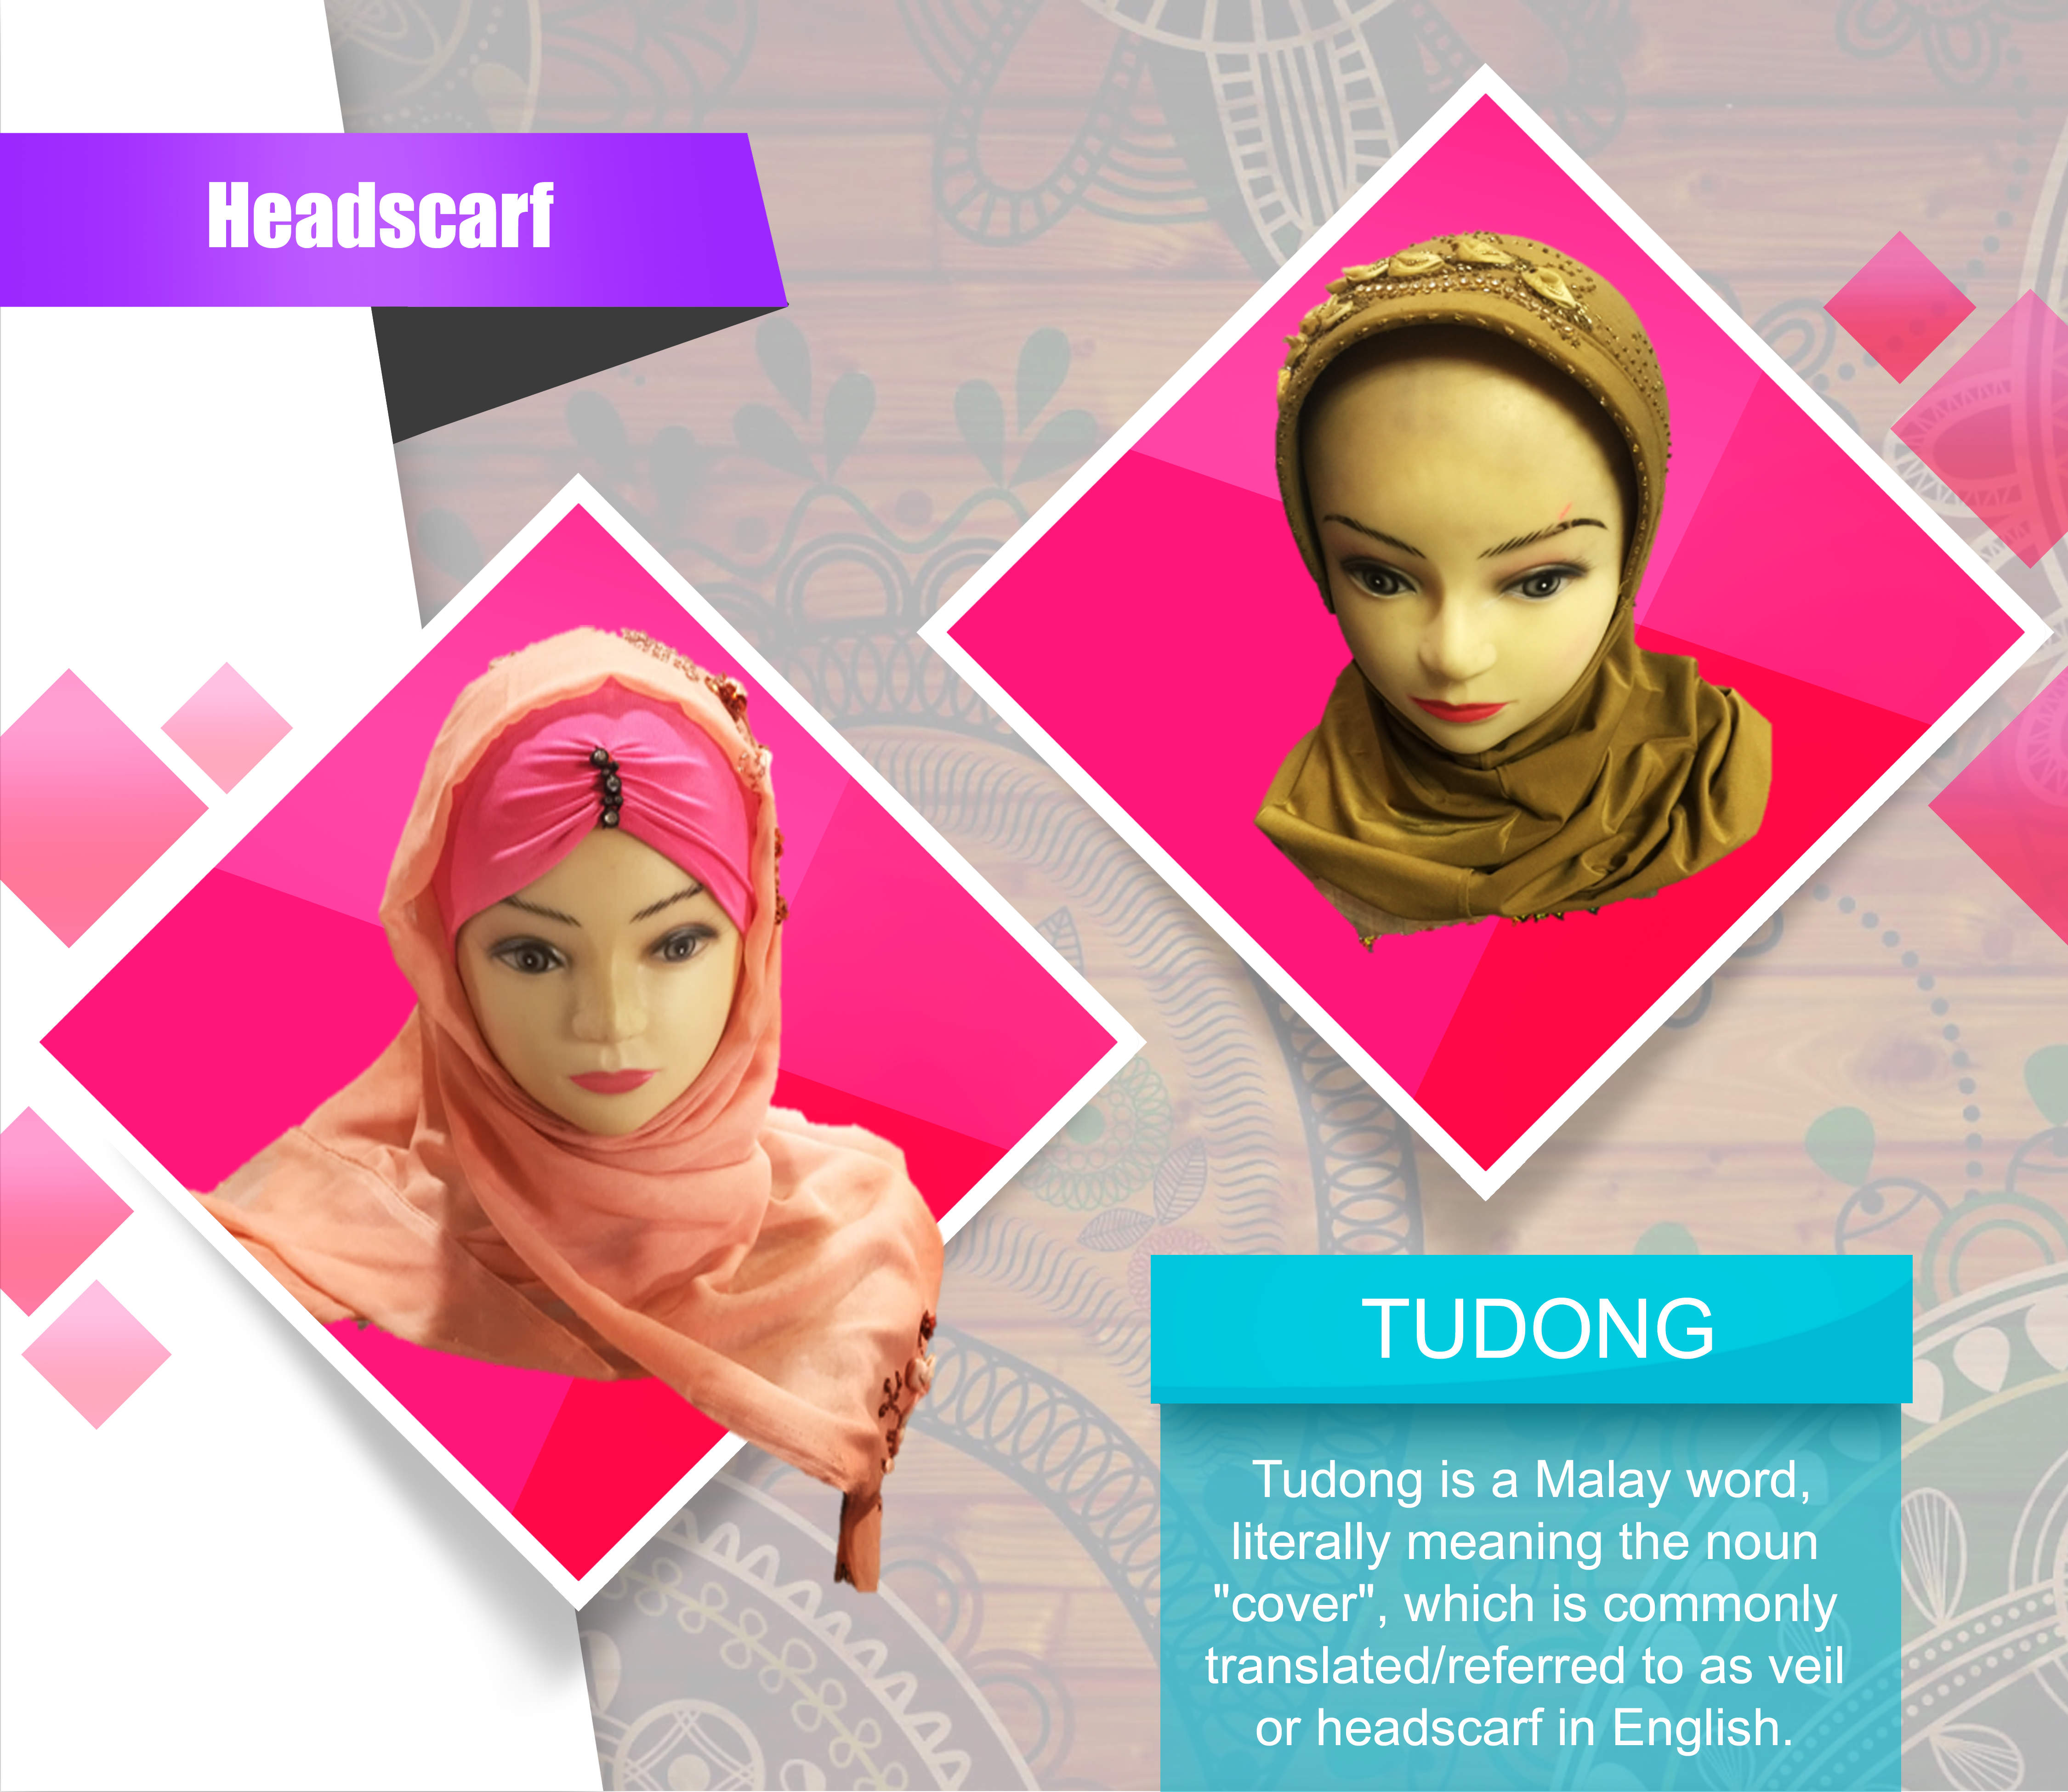 Headscarf
TUDONG
Tudong is a Malay word,
literally meaning the noun
"cover", which is commonly
translated/referred to as veil
or headscarf in English.